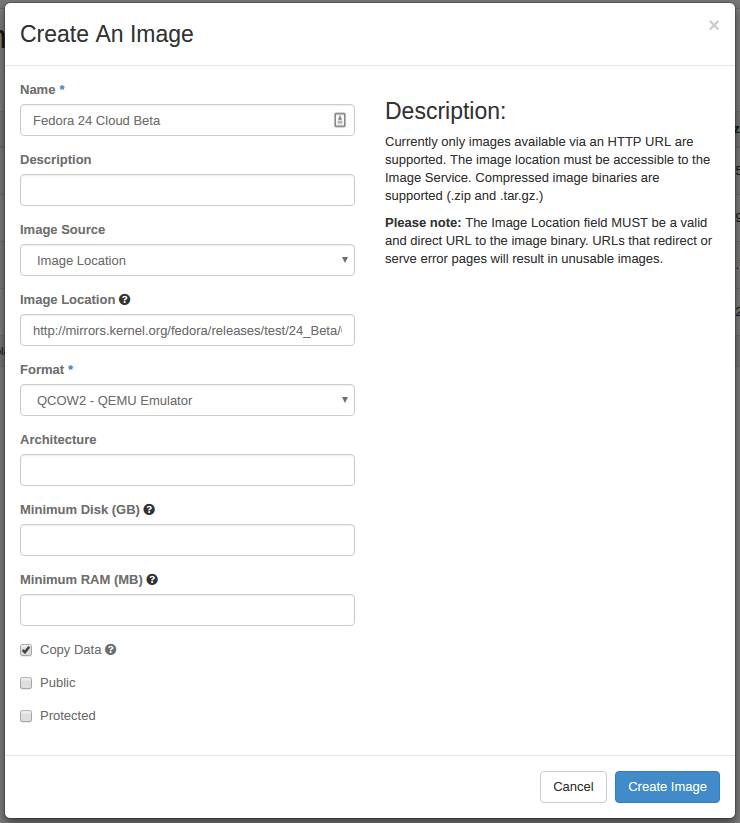 Create An Image
×
Name *
Fedora 24 Cloud Beta
Description
Image Source
Image Location
Image Location
http://mirrors.kernel.org/fedora/releases/test/24_Beta/
Format *
QCOW2 - QEMU Emulator
Architecture
Minimum Disk (GB)
Minimum RAM (MB)
Copy Data
Public
Protected
Description:
Currently only images available via an HTTP URL are
supported. The image location must be accessible to the
Image Service. Compressed image binaries are
supported (.zip and .tar.gz.)
Please note: The Image Location field MUST be a valid
and direct URL to the image binary. URLs that redirect or
serve error pages will result in unusable images.
Cancel
Create Image